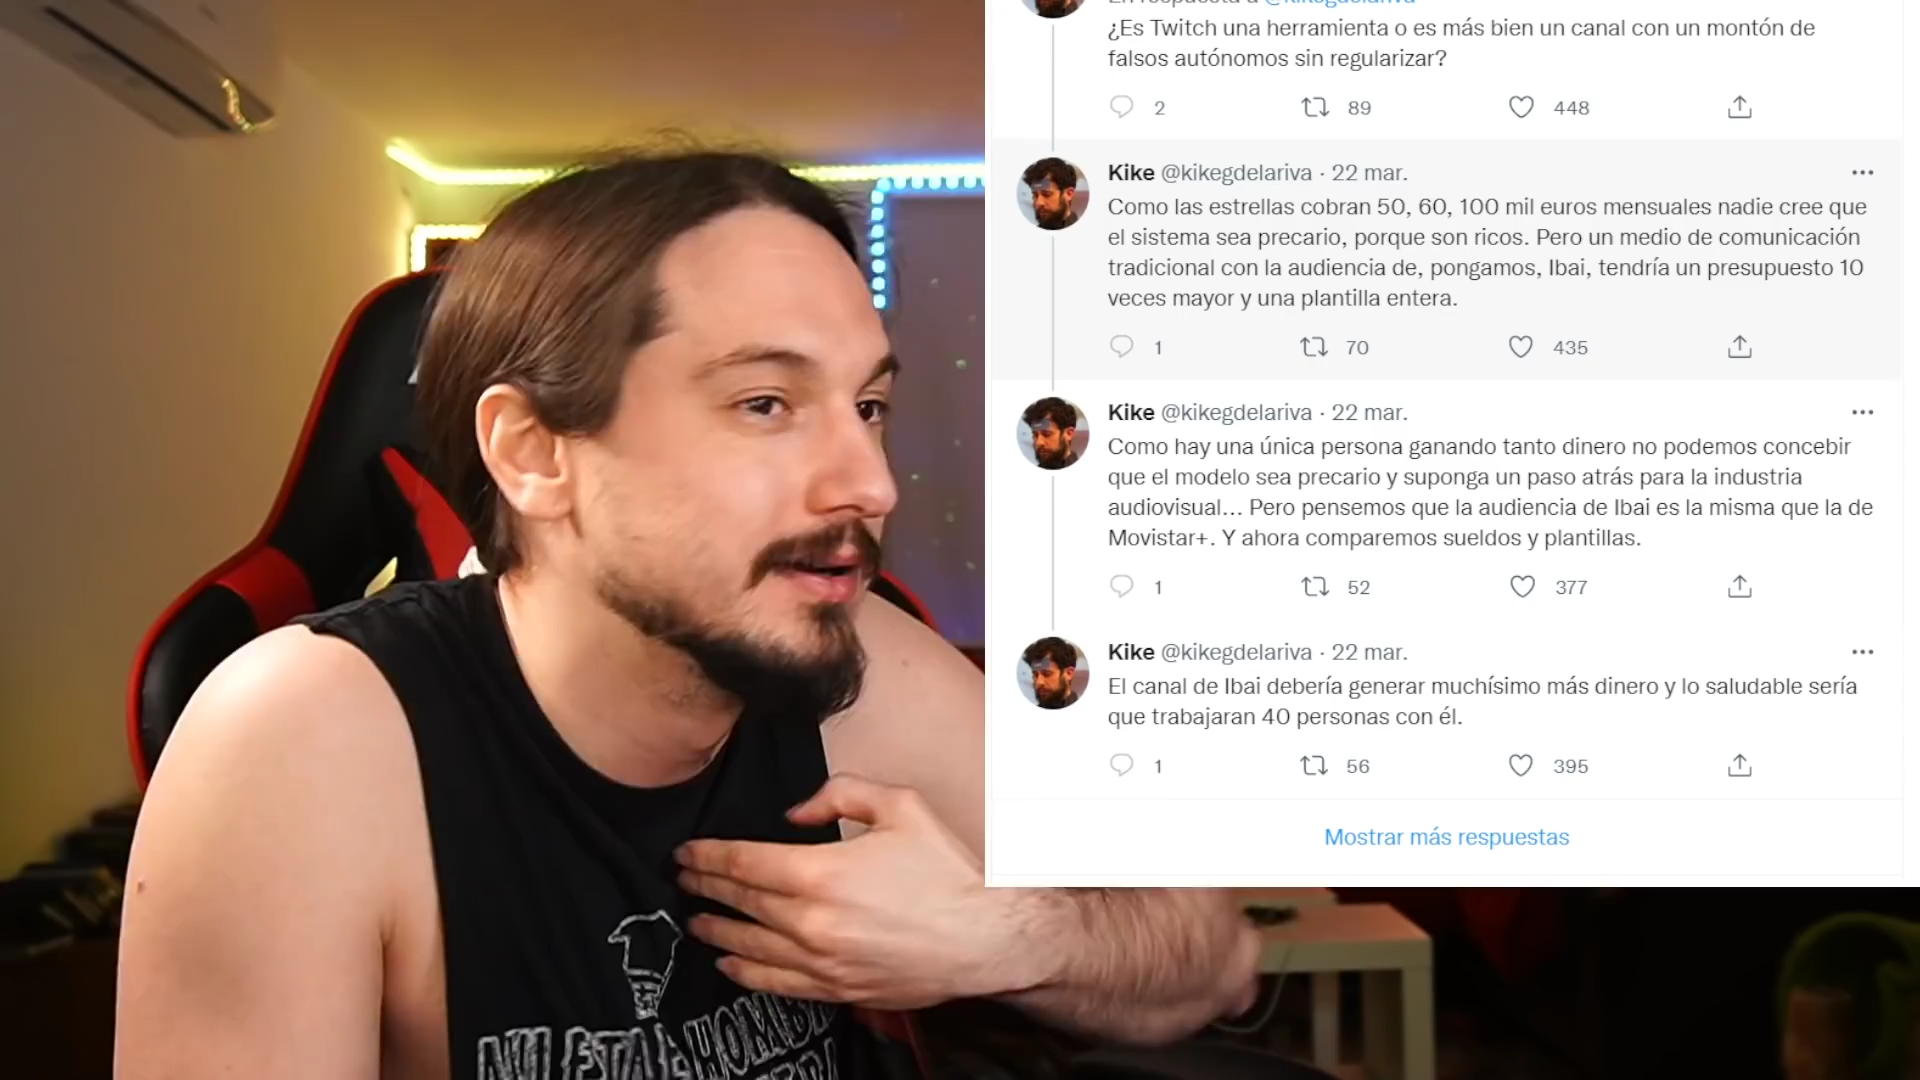 ¿Es Twitch una herramienta o es más bien un canal con un montón de
falsos autónomos sin regularizar?
2 89 448
Kike @kikegdelariva · 22 mar.
Como las estrellas cobran 50, 60, 100 mil euros mensuales nadie cree que
el sistema sea precario, porque son ricos. Pero un medio de comunicación
tradicional con la audiencia de, pongamos, Ibai, tendría un presupuesto 10
veces mayor y una plantilla entera.
1 70 435
Kike @kikegdelariva · 22 mar.
Como hay una única persona ganando tanto dinero no podemos concebir
que el modelo sea precario y suponga un paso atrás para la industria
audiovisual... Pero pensemos que la audiencia de Ibai es la misma que la de
Movistar+. Y ahora comparemos sueldos y plantillas.
1 52 377
Kike @kikegdelariva · 22 mar.
El canal de Ibai debería generar muchísimo más dinero y lo saludable sería
que trabajaran 40 personas con él.
1 56 395
Mostrar más respuestas